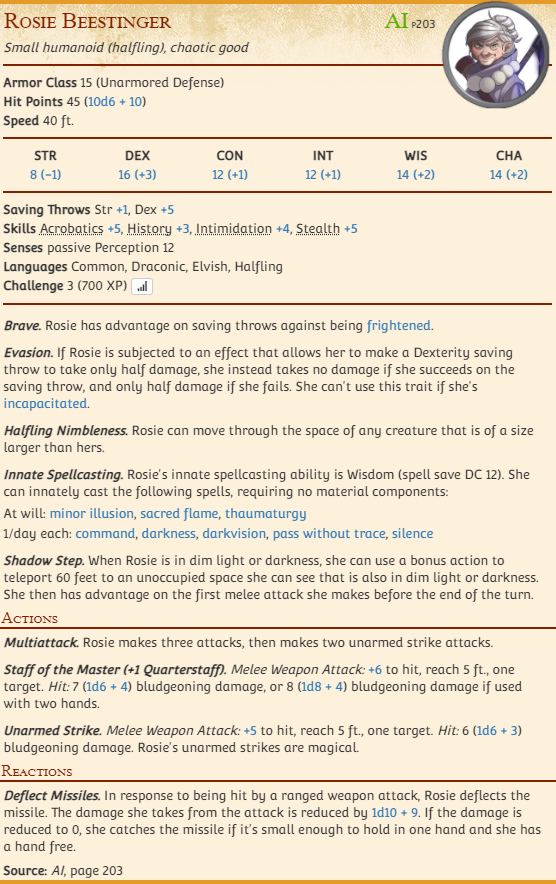 Rosie Beestinger AI p203
Small humanoid (halfling), chaotic good
Armor Class 15 (Unarmored Defense)
Hit Points 45 (10d6 + 10)
Speed 40 ft.
STR DEX CON INT WIS CHA
8 (−1) 16 (+3) 12 (+1) 12 (+1) 14 (+2) 14 (+2)
Saving Throws Str +1, Dex +5
Skills Acrobatics +5, History +3, Intimidation +4, Stealth +5
Senses passive Perception 12
Languages Common, Draconic, Elvish, Halfling
Challenge 3 (700 XP)
Brave. Rosie has advantage on saving throws against being frightened.
Evasion. If Rosie is subjected to an effect that allows her to make a Dexterity saving
throw to take only half damage, she instead takes no damage if she succeeds on the
saving throw, and only half damage if she fails. She can't use this trait if she's
incapacitated.
Halfling Nimbleness. Rosie can move through the space of any creature that is of a size
larger than hers.
Innate Spellcasting. Rosie's innate spellcasting ability is Wisdom (spell save DC 12). She
can innately cast the following spells, requiring no material components:
At will: minor illusion, sacred flame, thaumaturgy
1/day each: command, darkness, darkvision, pass without trace, silence
Shadow Step. When Rosie is in dim light or darkness, she can use a bonus action to
teleport 60 feet to an unoccupied space she can see that is also in dim light or darkness.
She then has advantage on the first melee attack she makes before the end of the turn.
Actions
Multiattack. Rosie makes three attacks, then makes two unarmed strike attacks.
Staff of the Master (+1 Quarterstaff). Melee Weapon Attack: +6 to hit, reach 5 ft., one
target. Hit: 7 (1d6 + 4) bludgeoning damage, or 8 (1d8 + 4) bludgeoning damage if used
with two hands.
Unarmed Strike. Melee Weapon Attack: +5 to hit, reach 5 ft., one target. Hit: 6 (1d6 + 3)
bludgeoning damage. Rosie's unarmed strikes are magical.
Reactions
Deflect Missiles. In response to being hit by a ranged weapon attack, Rosie deflects the
missile. The damage she takes from the attack is reduced by 1d10 + 9. If the damage is
reduced to 0, she catches the missile if it's small enough to hold in one hand and she has
a hand free.
Source: AI, page 203